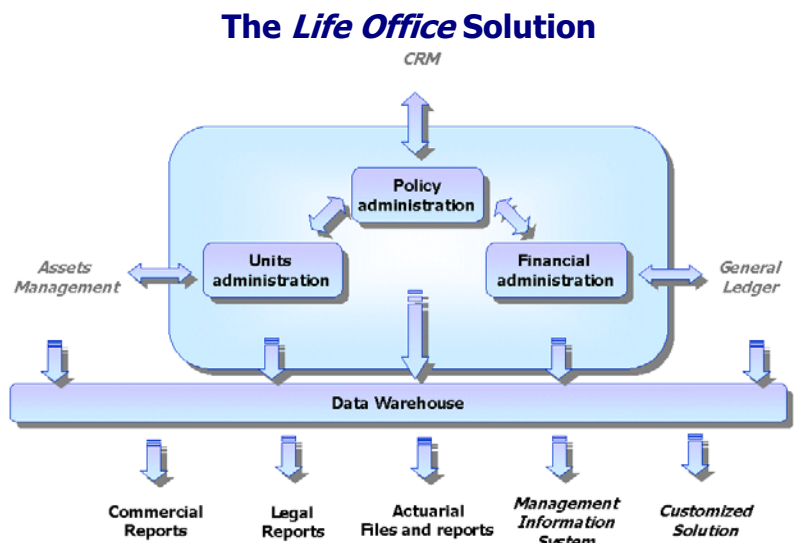 The Life Office Solution
CRM
Policy
administration
Units
administration
Financial
administration
Assets
Management
General
Ledger
Data Warehouse
Commercial
Reports
Legal
Reports
Actuarial
Files and reports
Management
Information
System
Customized
Solution